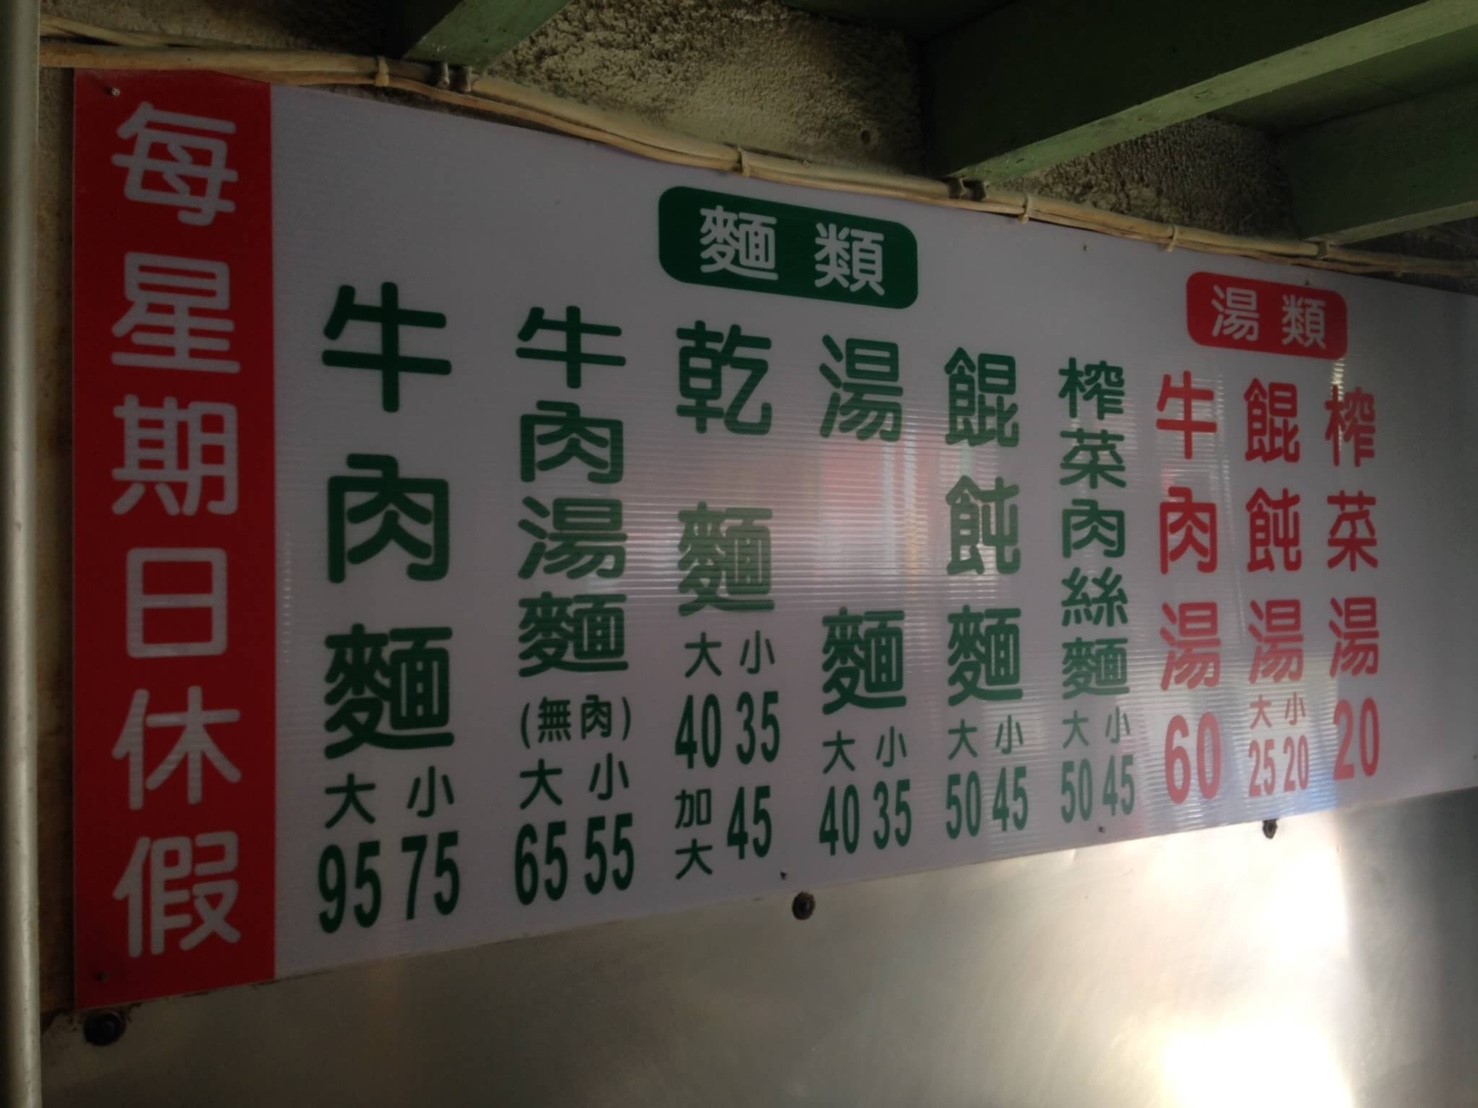 每星期日休假
麵類
牛肉麵
大 小
95 75
牛肉湯麵
(無肉)
大 小
65 55
乾麵
大 小
40 35
加大 45
湯麵
大 小
40 35
餛飩麵
大 小
50 45
榨菜肉絲麵
大 小
50 45
湯類
牛肉湯
60
餛飩湯
大 小
25 20
榨菜湯
20